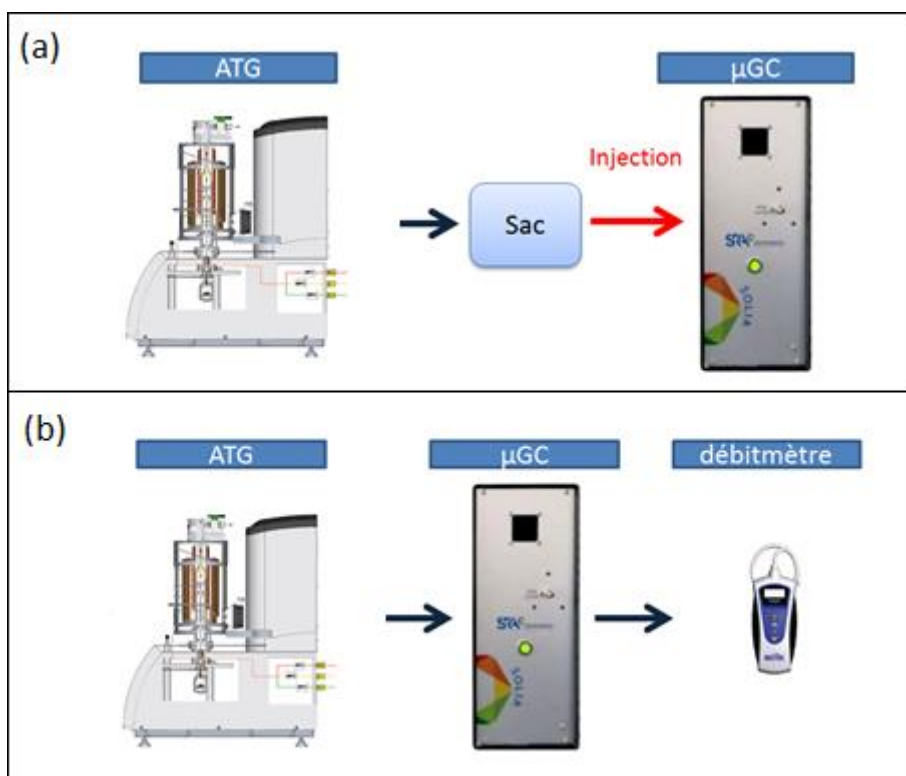 (a)
ATG
µGC
Injection
Sac
SRA
SOLIA
(b)
ATG
µGC
débitmètre
SRA
SOLIA